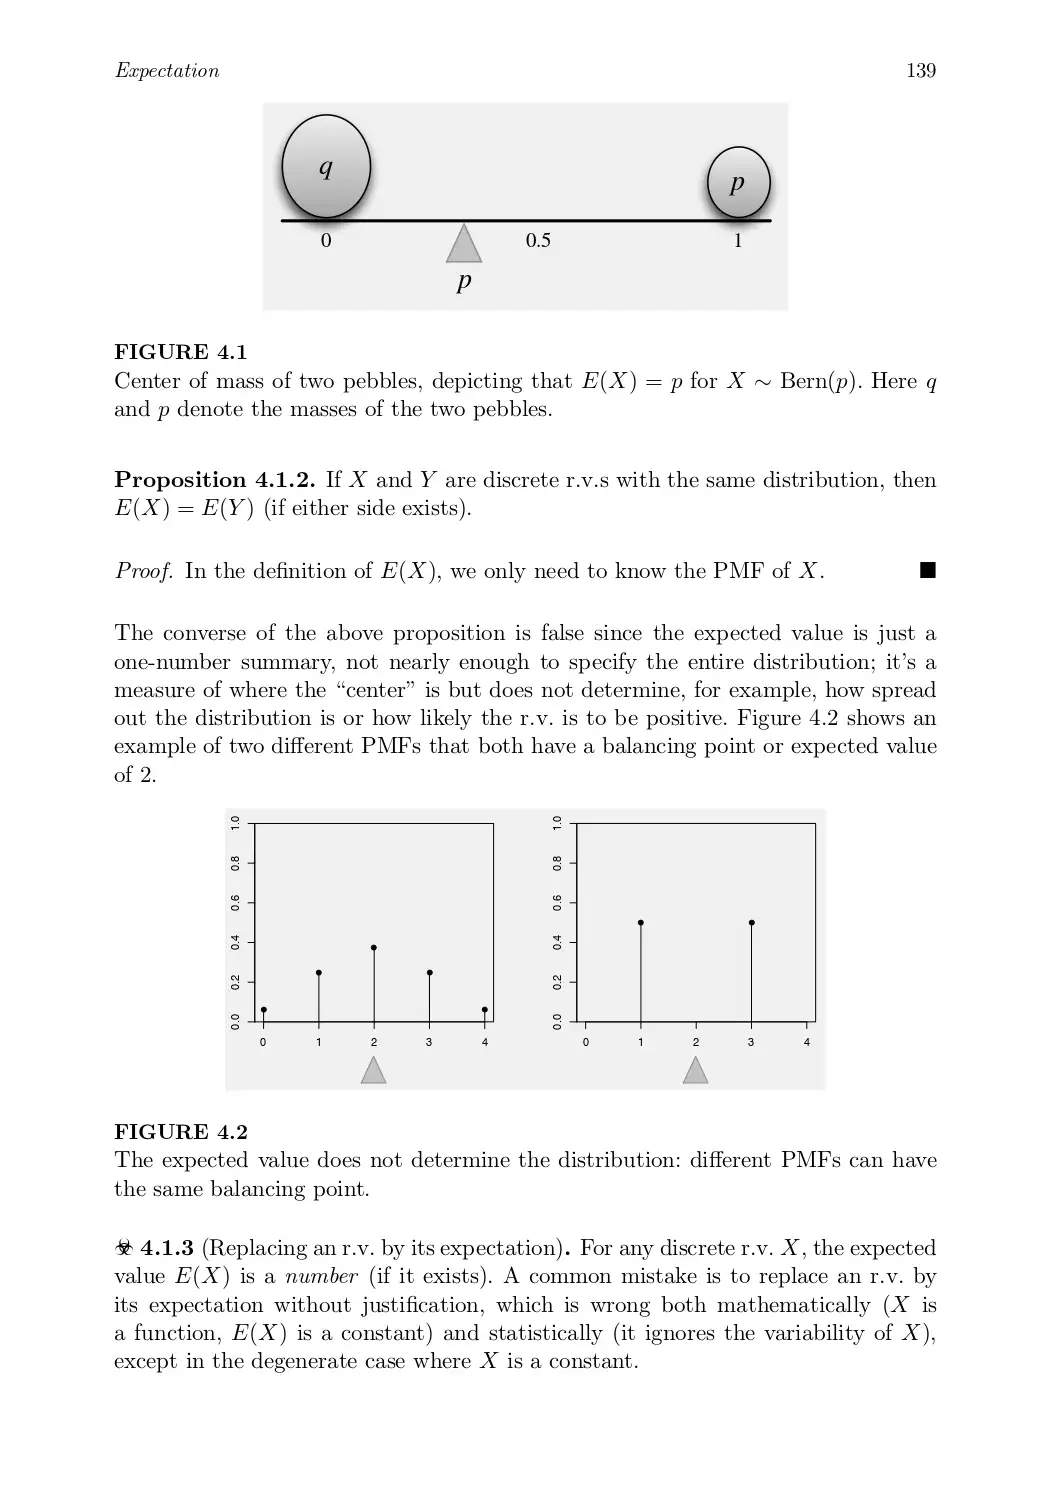 Expectation 139
q
p
0 0.5 1
p
FIGURE 4.1
Center of mass of two pebbles, depicting that E(X) = p for X ∼ Bern(p). Here q
and p denote the masses of the two pebbles.
Proposition 4.1.2. If X and Y are discrete r.v.s with the same distribution, then
E(X) = E(Y) (if either side exists).
Proof. In the definition of E(X), we only need to know the PMF of X. ■
The converse of the above proposition is false since the expected value is just a
one-number summary, not nearly enough to specify the entire distribution; it's a
measure of where the “center” is but does not determine, for example, how spread
out the distribution is or how likely the r.v. is to be positive. Figure 4.2 shows an
example of two different PMFs that both have a balancing point or expected value
of 2.
1.0
0.8
0.6
0.4
0.2
0.0
0 1 2 3 4
1.0
0.8
0.6
0.4
0.2
0.0
0 1 2 3 4
FIGURE 4.2
The expected value does not determine the distribution: different PMFs can have
the same balancing point.
☣ 4.1.3 (Replacing an r.v. by its expectation). For any discrete r.v. X, the expected
value E(X) is a number (if it exists). A common mistake is to replace an r.v. by
its expectation without justification, which is wrong both mathematically (X is
a function, E(X) is a constant) and statistically (it ignores the variability of X),
except in the degenerate case where X is a constant.